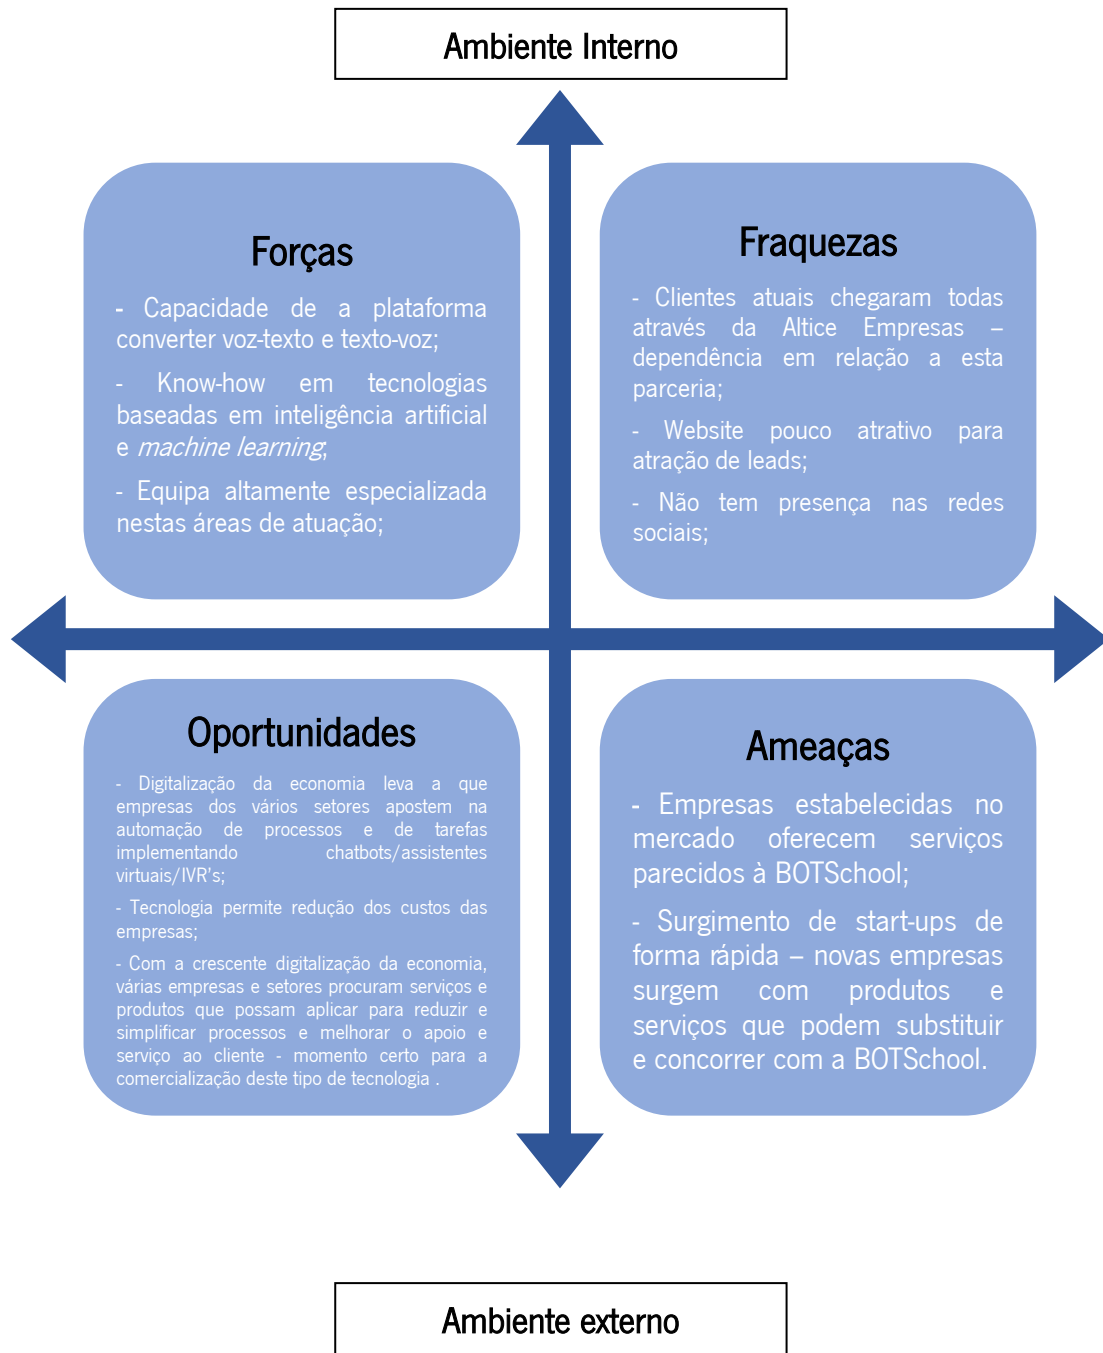 Ambiente Interno
Forças
- Capacidade de a plataforma
converter voz-texto e texto-voz;
- Know-how em tecnologias
baseadas em inteligência artificial
e machine learning;
- Equipa altamente especializada
nestas áreas de atuação;
Fraquezas
- Clientes atuais chegaram todas
através da Altice Empresas –
dependência em relação a esta
parceria;
- Website pouco atrativo para
atração de leads;
- Não tem presença nas redes
sociais;
Oportunidades
- Digitalização da economia leva a que
empresas dos vários setores apostem na
automação de processos e de tarefas
implementando chatbots/assistentes
virtuais/IVR's;
- Tecnologia permite redução dos custos das
empresas;
- Com a crescente digitalização da economia,
várias empresas e setores procuram serviços e
produtos que possam aplicar para reduzir e
simplificar processos e melhorar o apoio e
serviço ao cliente - momento certo para a
comercialização deste tipo de tecnologia .
Ameaças
- Empresas estabelecidas no
mercado oferecem serviços
parecidos à BOTSchool;
- Surgimento de start-ups de
forma rápida – novas empresas
surgem com produtos e
serviços que podem substituir
e concorrer com a BOTSchool.
Ambiente externo